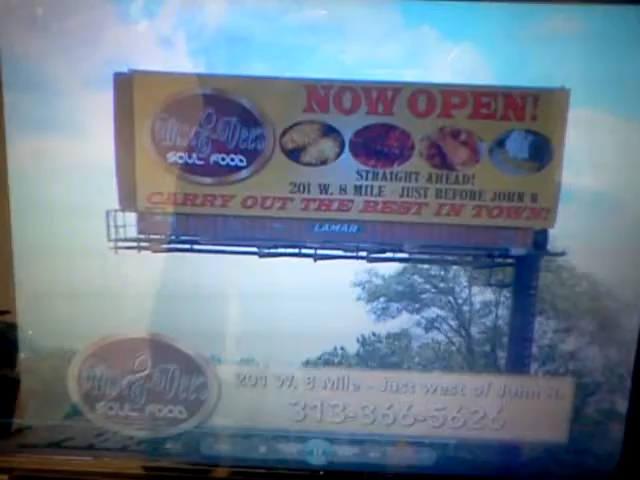 NOW OPEN!
SOUL FOOD
STRAIGHT AHEAD!
201 W. 8 MILE - JUST BEFORE JOHN R
CARRY OUT THE BEST IN TOWN!
LAMAR
SOUL FOOD
201 W. 8 Mile - Just west of John R.
313-366-5626